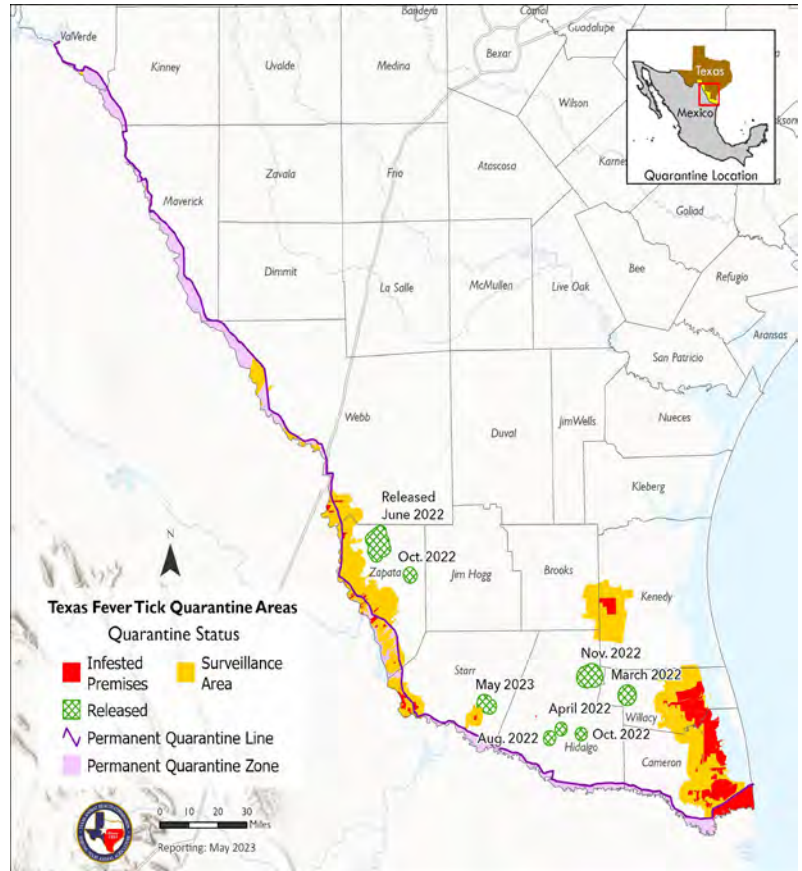 Bandera
Comal
Guadalupe
ValVerde
Kinney
Uvalde
Medina
Bexar
Wilson
Texas
Mexico
Quarantine Location
Maverick
Zavala
Frio
Atascosa
Karnes
Goliad
Dimmit
La Salle
McMullen
Live Oak
Bee
Refugio
Aransas
San Patricio
Webb
Duval
JimWells
Nueces
Kleberg
Released
June 2022
Oct. 2022
Zapata
Jim Hogg
Brooks
Kenedy
N
Texas Fever Tick Quarantine Areas
Quarantine Status
Infested
Premises
Surveillance
Area
Released
Permanent Quarantine Line
Permanent Quarantine Zone
Starr
May 2023
Nov. 2022
March 2022
April 2022
Willacy
Aug. 2022
Hidalgo
Oct. 2022
Cameron
0 5 10 20 30
Miles
Reporting: May 2023